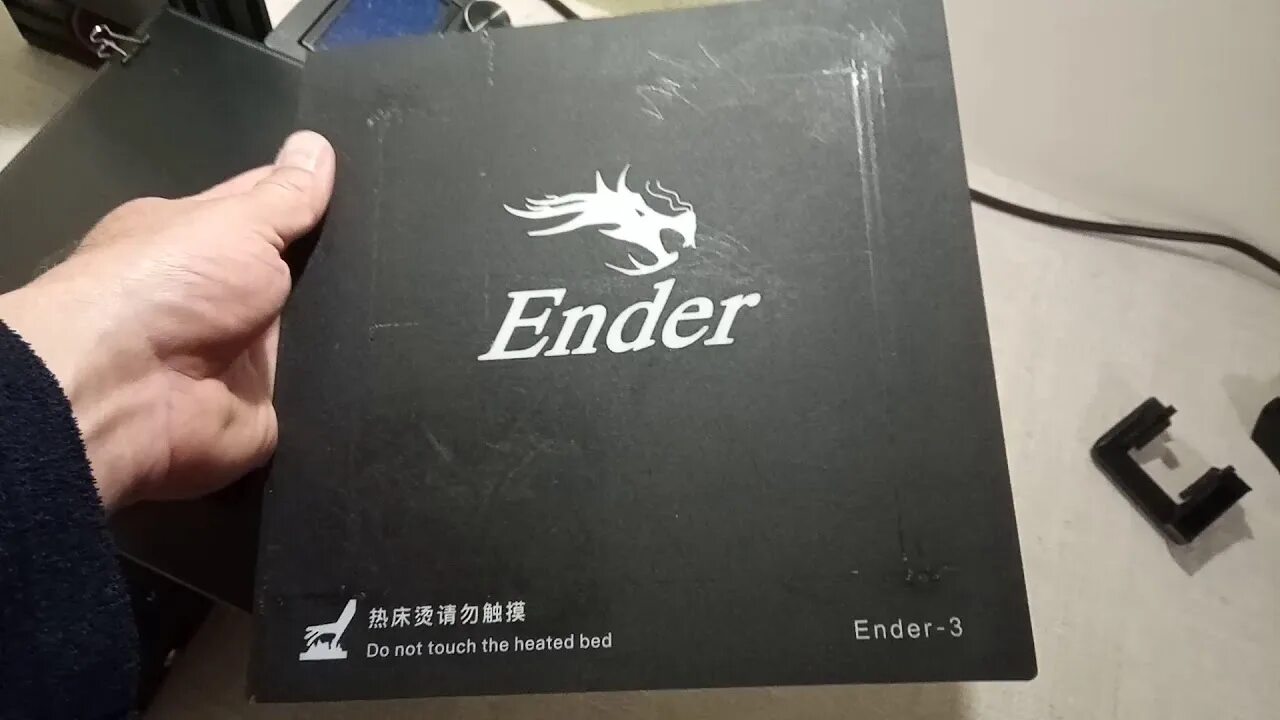 Ender
热床烫请勿触摸
Do not touch the heated bed
Ender-3